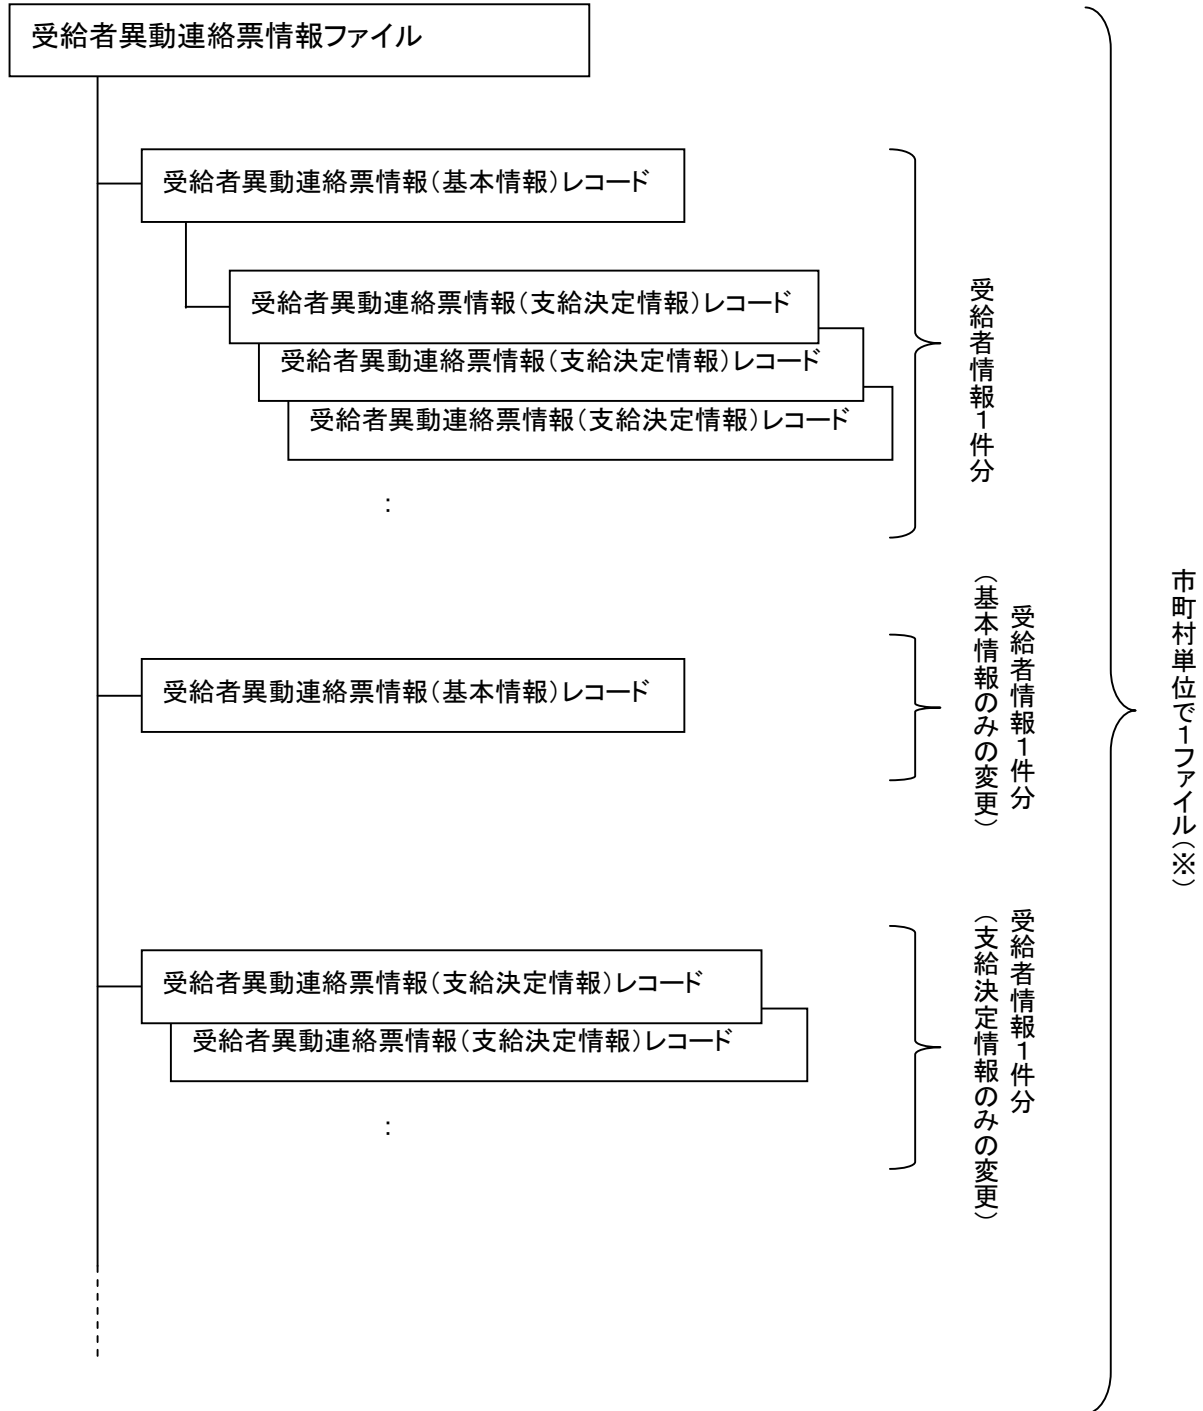 受給者異動連絡票情報ファイル
受給者異動連絡票情報(基本情報)レコード
受給者異動連絡票情報(支給決定情報)レコード
受給者異動連絡票情報(支給決定情報)レコード
受給者異動連絡票情報(支給決定情報)レコード
:
受給者情報1件分
受給者異動連絡票情報(基本情報)レコード
受給者情報1件分
(基本情報のみの変更)
受給者異動連絡票情報(支給決定情報)レコード
受給者異動連絡票情報(支給決定情報)レコード
:
受給者情報1件分
(支給決定情報のみの変更)
市町村単位で1ファイル(※)